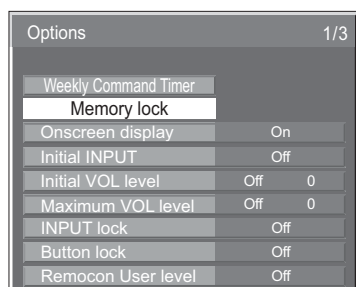 Options 1/3
Weekly Command Timer
Memory lock
Onscreen display On
Initial INPUT Off
Initial VOL level Off 0
Maximum VOL level Off 0
INPUT lock Off
Button lock Off
Remocon User level Off